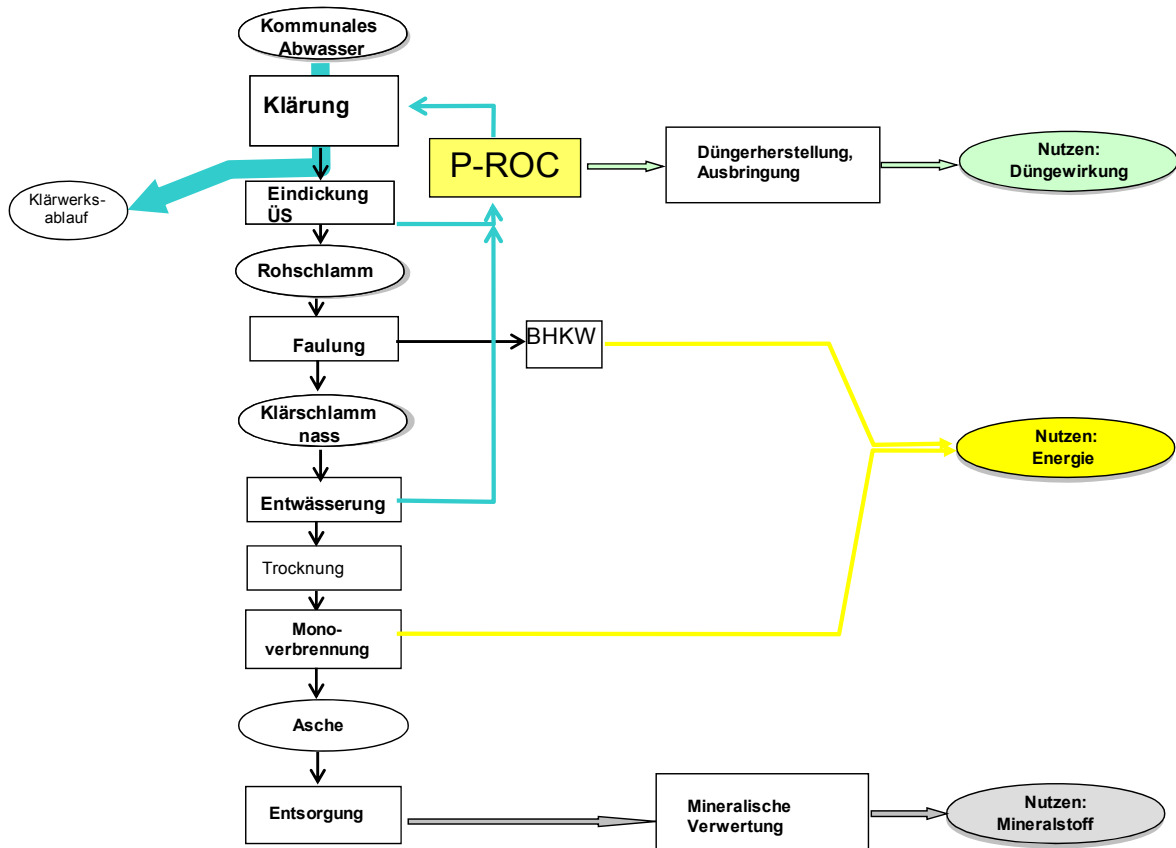 Kommunales
Abwasser
Klärung
P-ROC
Düngerherstellung,
Ausbringung
Nutzen:
Düngewirkung
Klärwerks-
ablauf
Eindickung
ÜS
Rohschlamm
Faulung
BHKW
Klärschlamm
nass
Nutzen:
Energie
Entwässerung
Trocknung
Mono-
verbrennung
Asche
Entsorgung
Mineralische
Verwertung
Nutzen:
Mineralstoff